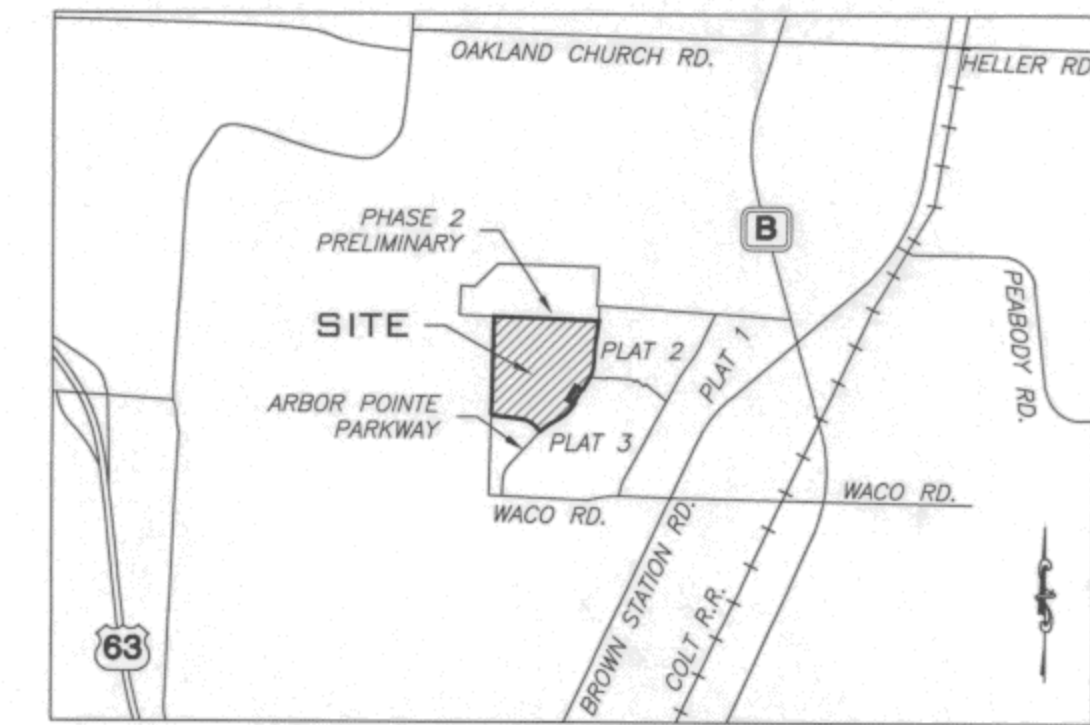 OAKLAND CHURCH RD.
HELLER RD
B
PHASE 2
PRELIMINARY
PEABODY RD.
SITE
PLAT 2
PLAT 1
ARBOR POINTE
PARKWAY
PLAT 3
WACO RD.
WACO RD.
BROWN STATION RD.
COLT R.R.
63